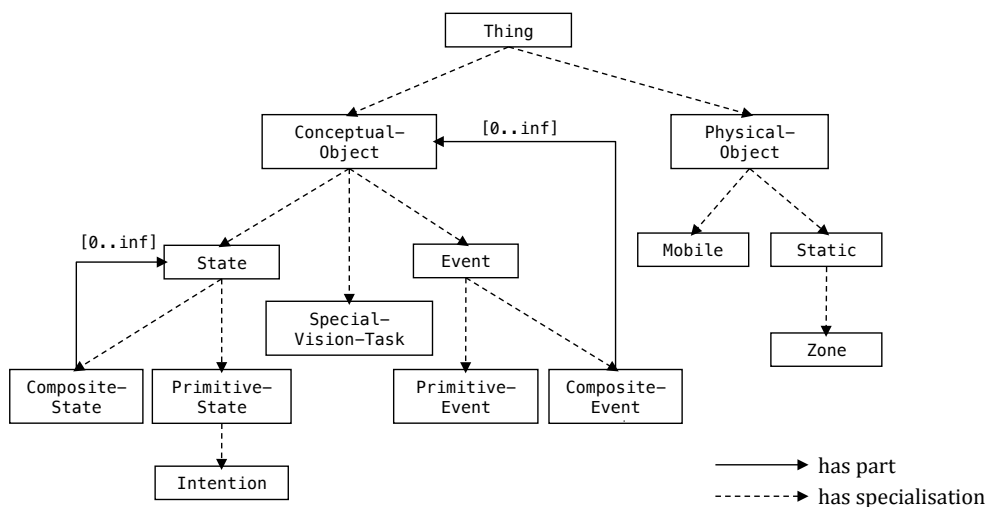 Thing
Conceptual–
Object
[0..inf]
Physical–
Object
[0..inf]
State
Event
Mobile
Static
Special–
Vision–Task
Zone
Composite–
State
Primitive–
State
Primitive–
Event
Composite–
Event
Intention
has part
has specialisation